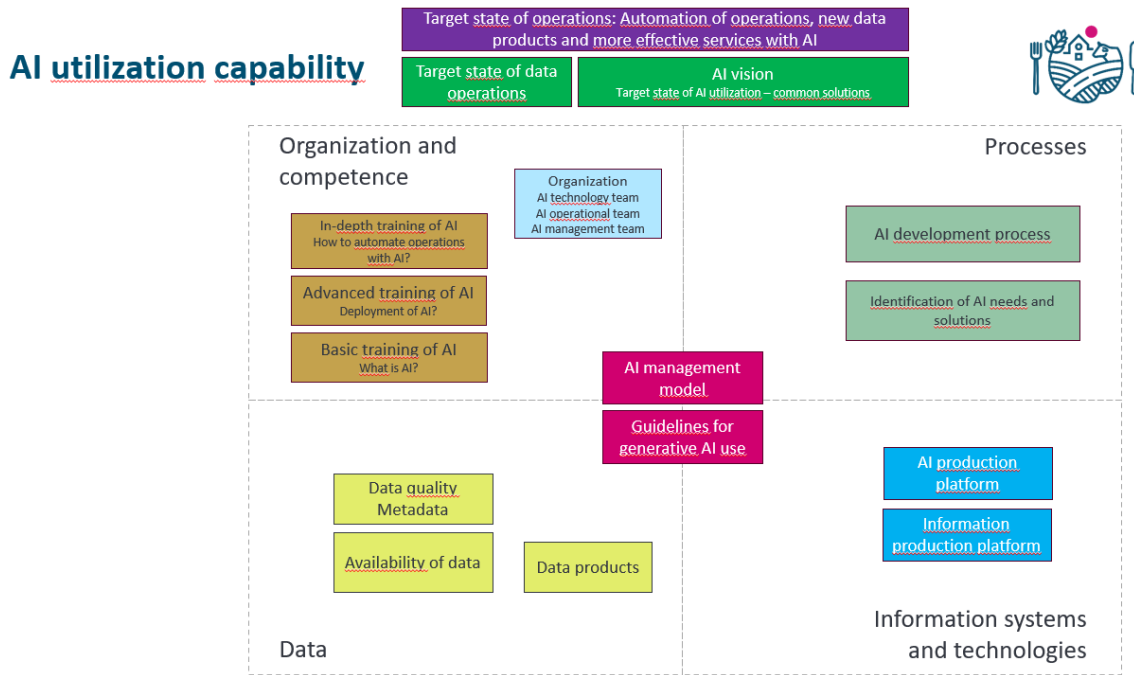 AI utilization capability
Target state of operations: Automation of operations, new data
products and more effective services with AI
Target state of data
operations
AI vision
Target state of AI utilization – common solutions
Organization and
competence
Organization
AI technology team
AI operational team
AI management team
In-depth training of AI
How to automate operations
with AI?
Advanced training of AI
Deployment of AI?
Basic training of AI
What is AI?
Processes
AI development process
Identification of AI needs and
solutions
AI management
model
Guidelines for
generative AI use
Data quality
Metadata
Availability of data
Data products
Data
AI production
platform
Information
production platform
Information systems
and technologies